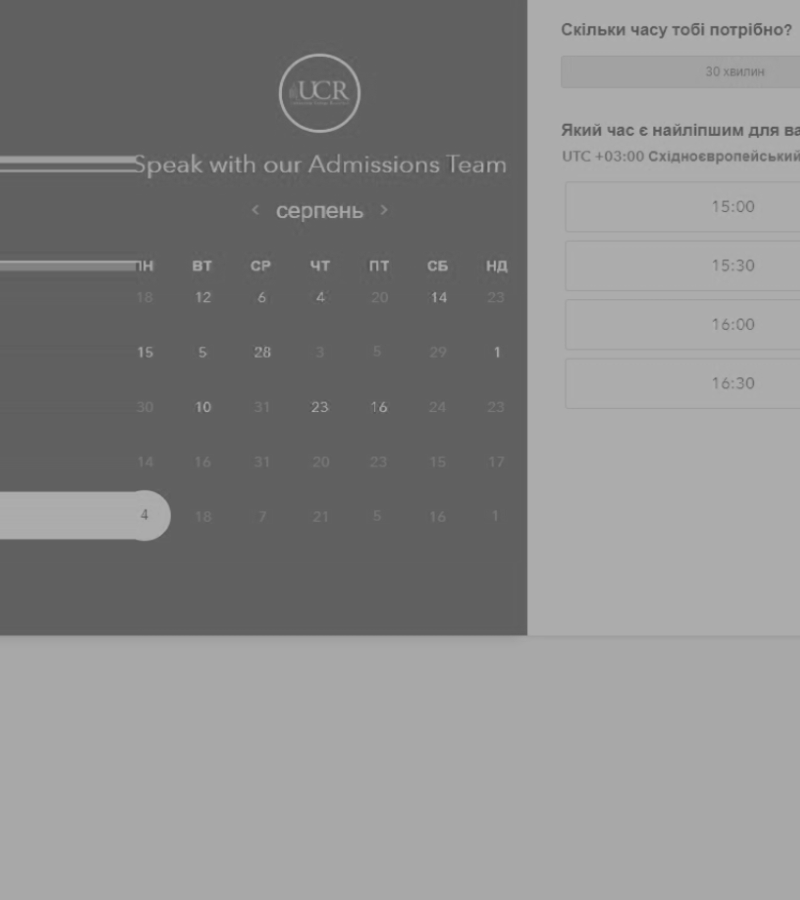 UCR
Speak with our Admissions Team
‹ серпень ›
ПН ВТ СР ЧТ ПТ СБ НД
18 12 6 4 20 14 23
15 5 28 3 5 29 1
30 10 31 23 16 24 23
14 16 31 20 23 15 17
4 18 7 21 5 16 1
Скільки часу тобі потрібно?
30 хвилин
Який час є найліпшим для ва
UTC +03:00 Східноєвропейський
15:00
15:30
16:00
16:30